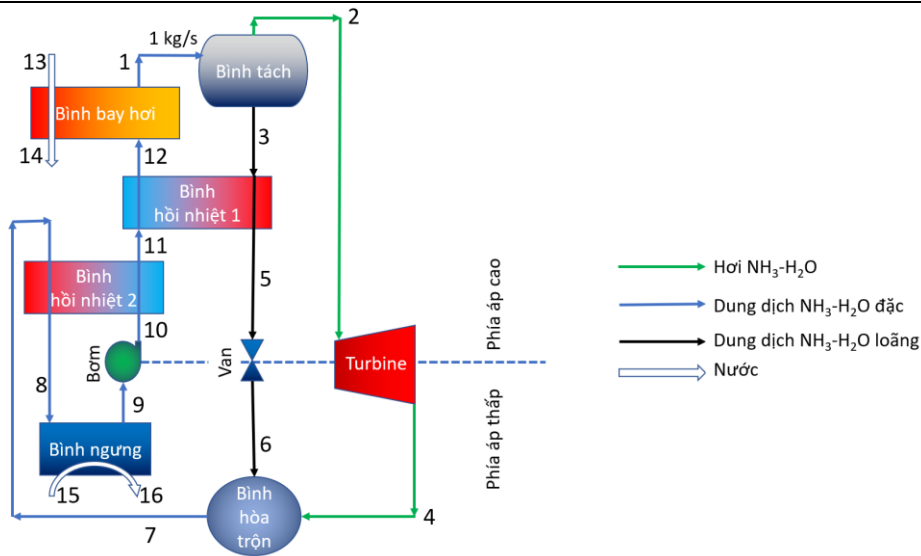 2
1 kg/s
13
1
Bình tách
Bình bay hơi
3
14
12
Bình
hồi nhiệt 1
11
Bình
hồi nhiệt 2
5
10
Bơm
Van
Turbine
Phía áp cao
Phía áp thấp
8
9
6
Bình ngưng
15
16
Bình
hòa
trộn
7
4
Hơi NH₃-H₂O
Dung dịch NH₃-H₂O đặc
Dung dịch NH₃-H₂O loãng
Nước